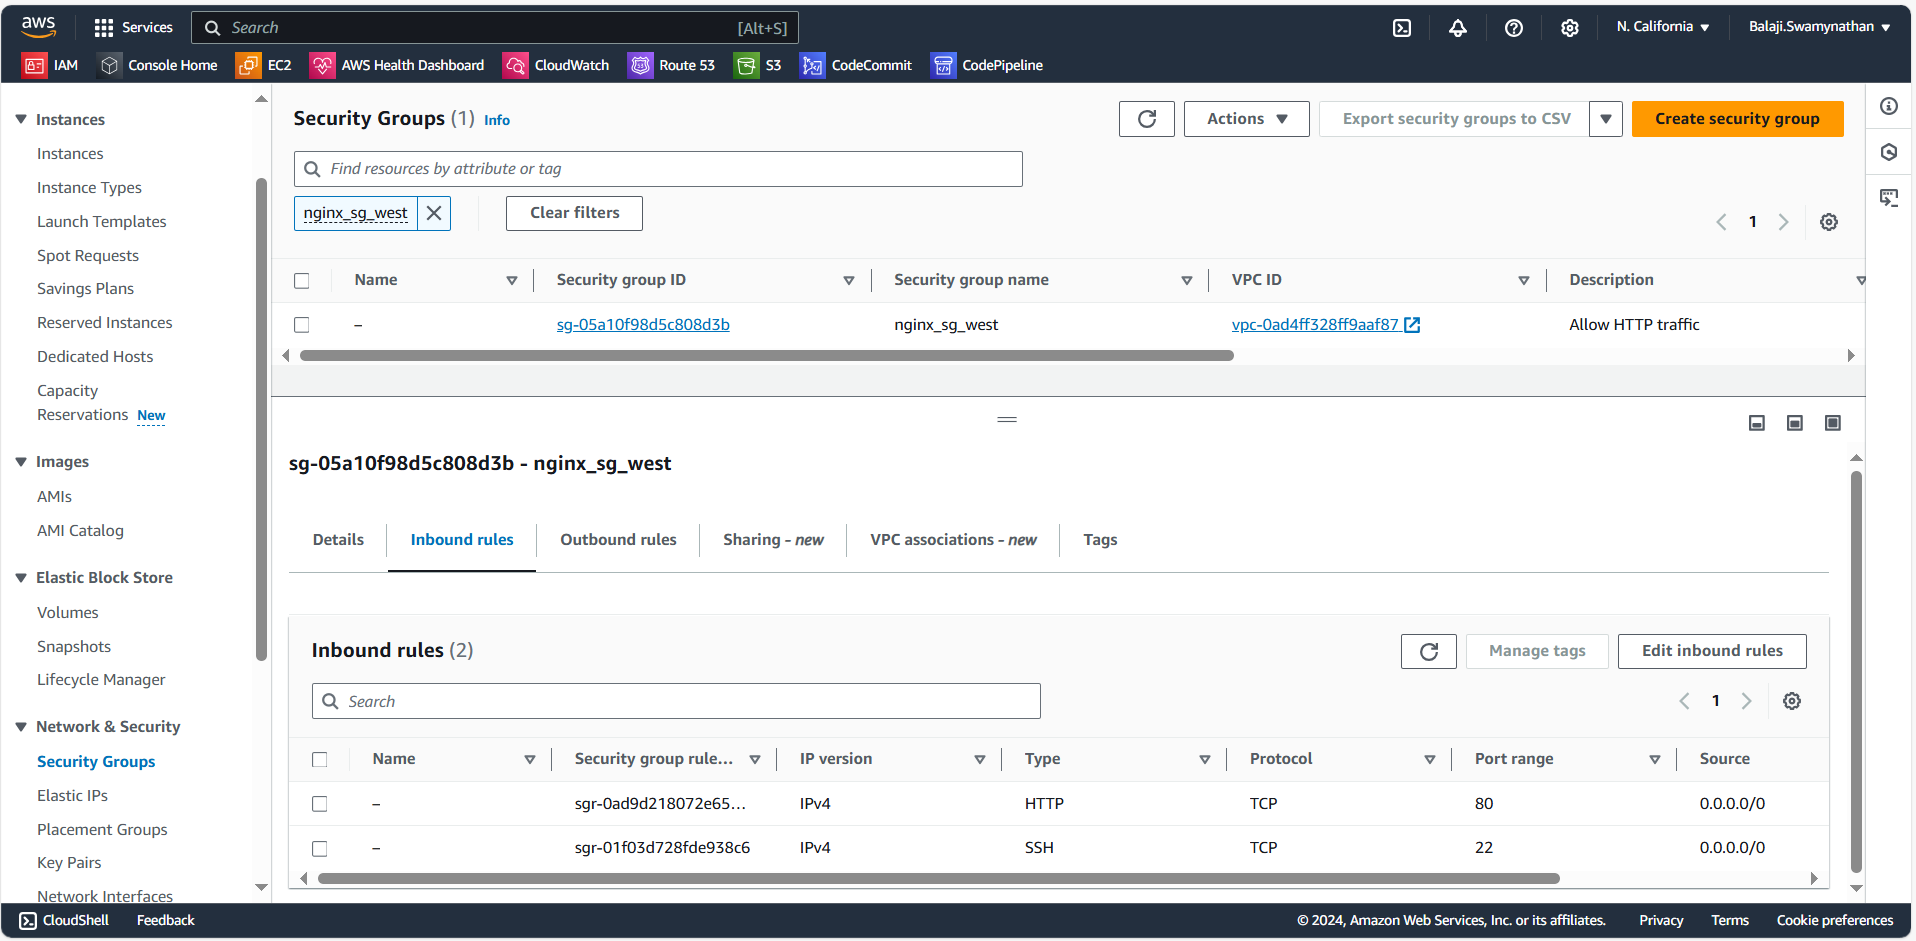 aws Services Search [Alt+S] N. California Balaji.Swamynathan
IAM Console Home EC2 AWS Health Dashboard CloudWatch Route 53 S3 CodeCommit CodePipeline
Instances
Instances
Instance Types
Launch Templates
Spot Requests
Savings Plans
Reserved Instances
Dedicated Hosts
Capacity
Reservations New
Images
AMIs
AMI Catalog
Elastic Block Store
Volumes
Snapshots
Lifecycle Manager
Network & Security
Security Groups
Elastic IPs
Placement Groups
Key Pairs
Network Interfaces
Security Groups (1) Info Actions Export security groups to CSV Create security group
Find resources by attribute or tag
nginx_sg_west Clear filters
1
Name Security group ID Security group name VPC ID Description
– sg-05a10f98d5c808d3b nginx_sg_west vpc-0ad4ff328ff9aaf87 Allow HTTP traffic
sg-05a10f98d5c808d3b - nginx_sg_west
Details Inbound rules Outbound rules Sharing - new VPC associations - new Tags
Inbound rules (2) Manage tags Edit inbound rules
Search 1
Name Security group rule... IP version Type Protocol Port range Source
– sgr-0ad9d218072e65... IPv4 HTTP TCP 80 0.0.0.0/0
– sgr-01f03d728fde938c6 IPv4 SSH TCP 22 0.0.0.0/0
CloudShell Feedback © 2024, Amazon Web Services, Inc. or its affiliates. Privacy Terms Cookie preferences